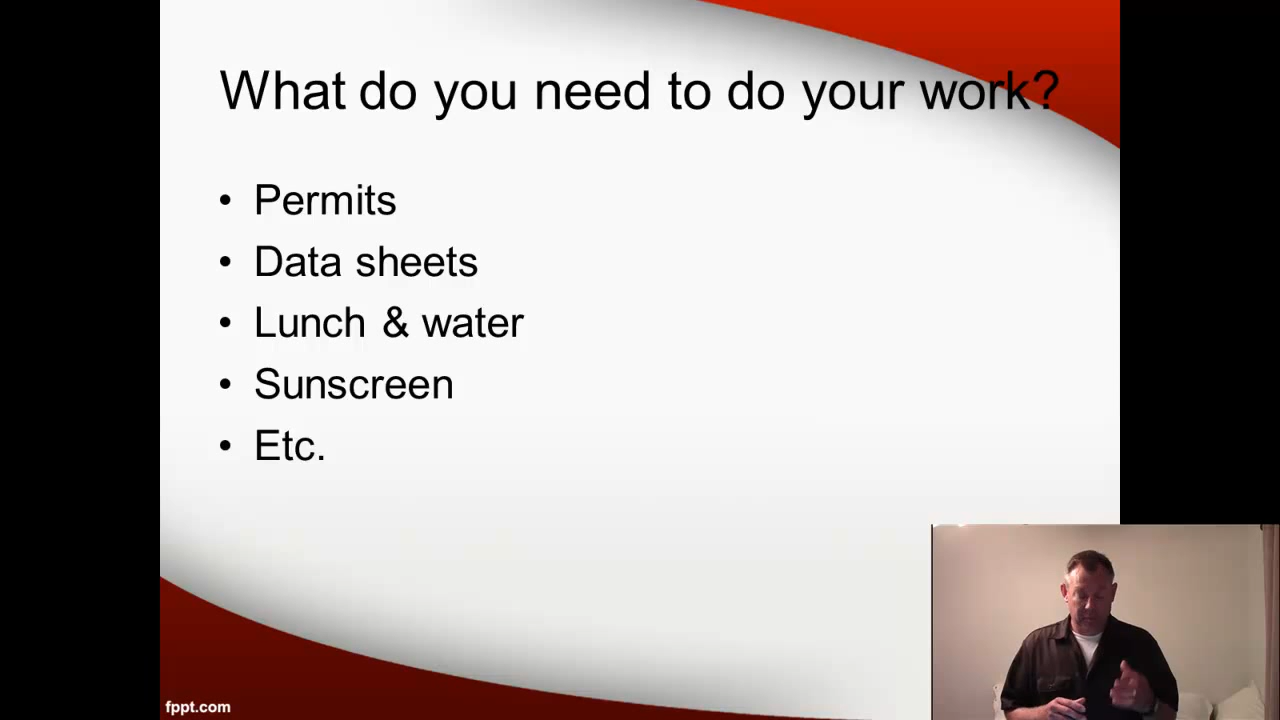 What do you need to do your work?
• Permits
• Data sheets
• Lunch & water
• Sunscreen
• Etc.
fppt.com